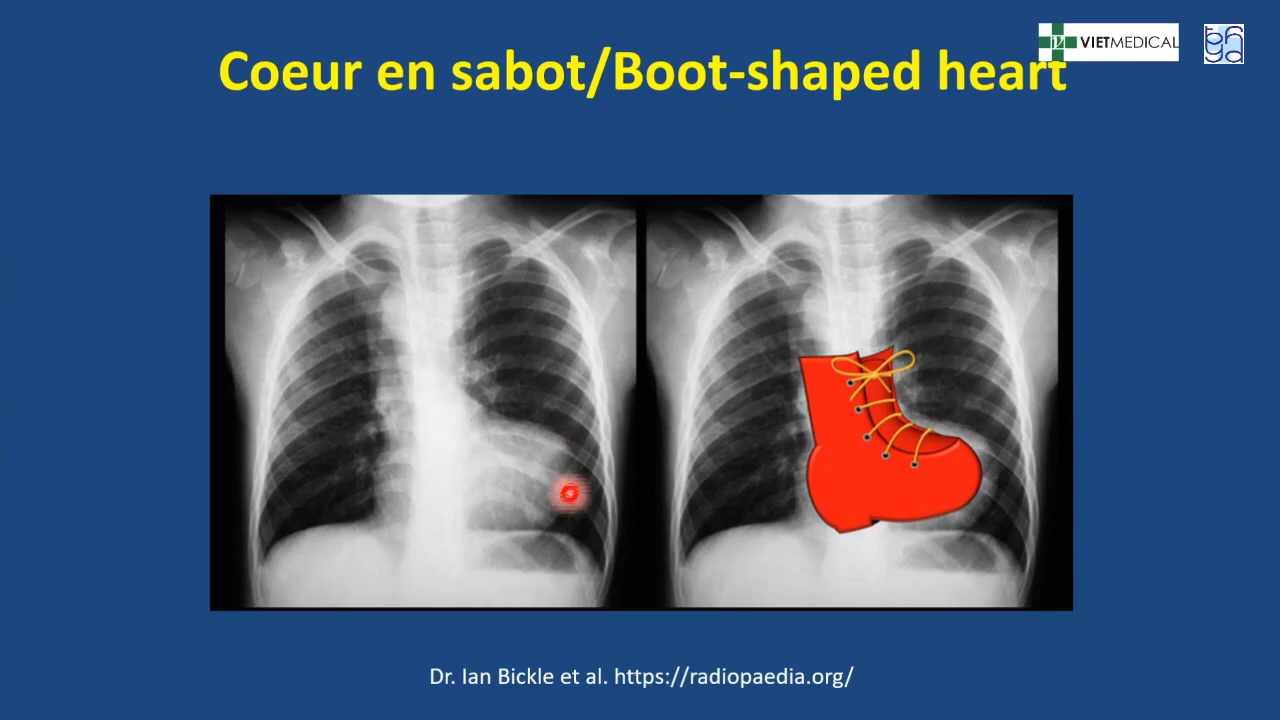 VIETMEDICAL
Coeur en sabot/Boot-shaped heart
Dr. Ian Bickle et al. https://radiopaedia.org/